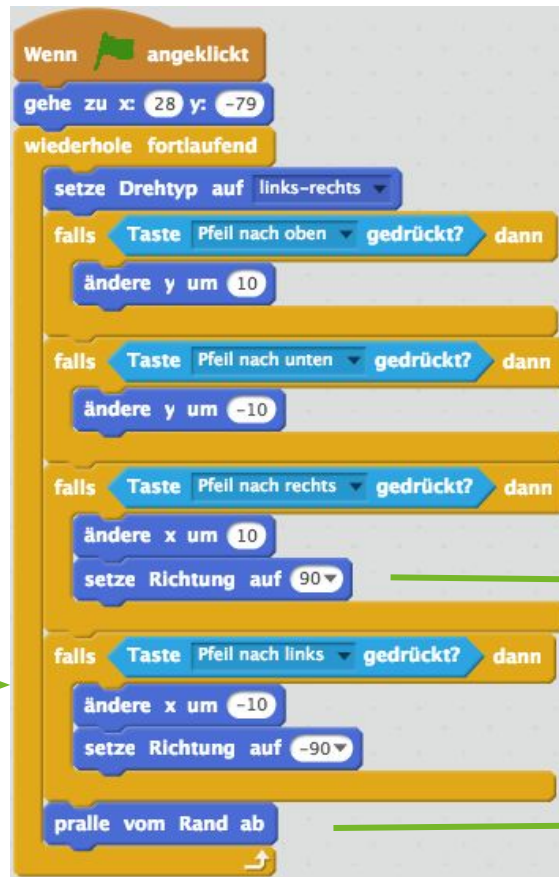 Wenn angeklickt
gehe zu x: 28 y: -79
wiederhole fortlaufend
setze Drehtyp auf links-rechts
falls Taste Pfeil nach oben gedrückt? dann
ändere y um 10
falls Taste Pfeil nach unten gedrückt? dann
ändere y um -10
falls Taste Pfeil nach rechts gedrückt? dann
ändere x um 10
setze Richtung auf 90
falls Taste Pfeil nach links gedrückt? dann
ändere x um -10
setze Richtung auf -90
pralle vom Rand ab